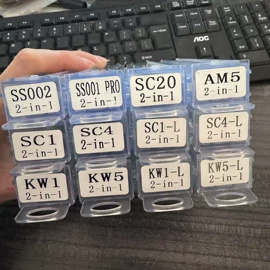 AOC
SS002
2-in-1
SS001 PRO
2-in-1
SC20
2-in-1
AM5
2-in-1
SC1
2-in-1
SC4
2-in-1
SC1-L
2-in-1
SC4-L
2-in-1
KW1
2-in-1
KW5
2-in-1
KW1-L
2-in-1
KW5-L
2-in-1